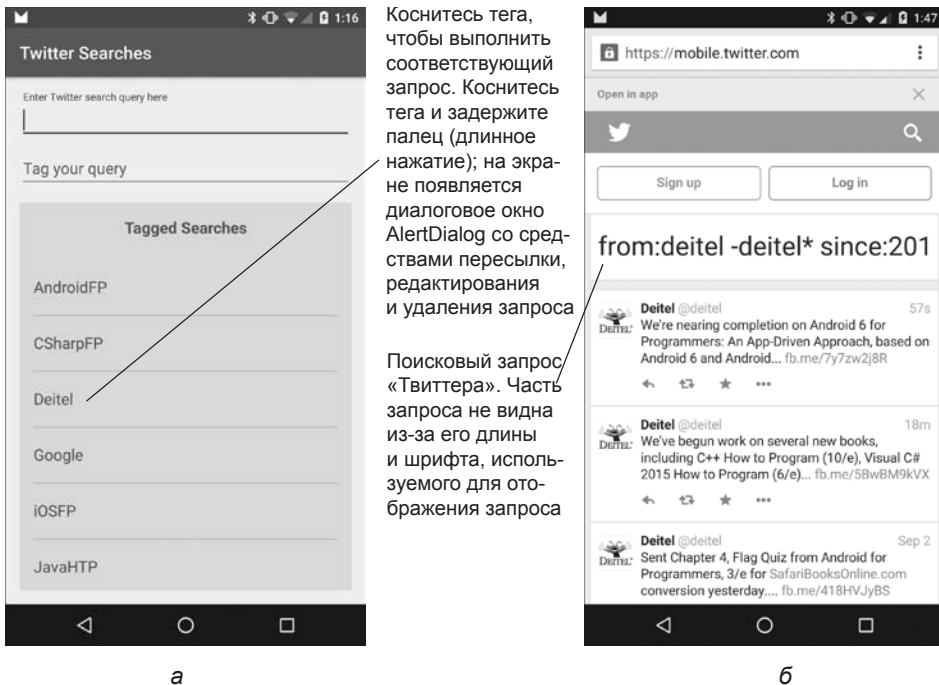 1:16
Twitter Searches
Enter Twitter search query here
Tag your query
Tagged Searches
AndroidFP
CSharpFP
Deitel
Google
iOSFP
JavaHTP
а
Коснитесь тега,
чтобы выполнить
соответствующий
запрос. Коснитесь
тега и задержите
палец (длинное
нажатие); на экра-
не появляется
диалоговое окно
AlertDialog со сред-
ствами пересылки,
редактирования
и удаления запроса
Поисковый запрос
«Твиттера». Часть
запроса не видна
из-за его длины
и шрифта, исполь-
зуемого для ото-
бражения запроса
1:47
https://mobile.twitter.com
Open in app
Sign up
Log in
from:deitel -deitel* since:201
DEITEL
Deitel @deitel 57s
We're nearing completion on Android 6 for
Programmers: An App-Driven Approach, based on
Android 6 and Android... fb.me/7y7zw2j8R
DEITEL
Deitel @deitel 18m
We've begun work on several new books,
including C++ How to Program (10/e), Visual C#
2015 How to Program (6/e)... fb.me/5BwBM9kVX
DEITEL
Deitel @deitel Sep 2
Sent Chapter 4, Flag Quiz from Android for
Programmers, 3/e for SafariBooksOnline.com
conversion yesterday.... fb.me/418HVJyBS
б